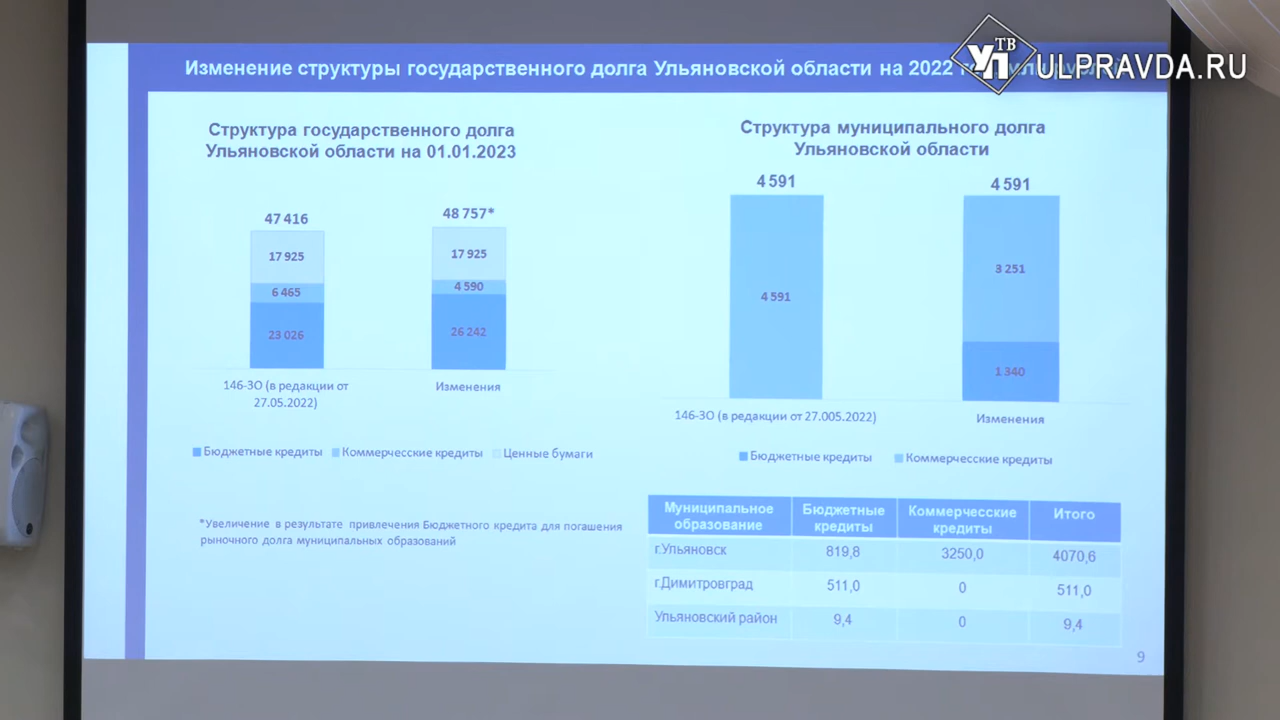 Изменение структуры государственного долга Ульяновской области на 2022
УП ТВ ULPRAVDA.RU
Структура государственного долга
Ульяновской области на 01.01.2023
47 416
48 757*
17 925
17 925
6 465
4 590
23 026
26 242
146-ЗО (в редакции от
27.05.2022)
Изменения
Бюджетные кредиты Коммерчесские кредиты Ценные бумаги
*Увеличение в результате привлечения Бюджетного кредита для погашения
рыночного долга муниципальных образований
Структура муниципального долга
Ульяновской области
4 591
4 591
4 591
3 251
1 340
146-ЗО (в редакции от 27.005.2022)
Изменения
Бюджетные кредиты Коммерчесские кредиты
Муниципальное
образование
Бюджетные
кредиты
Коммерчесские
кредиты
Итого
г.Ульяновск 819,8 3250,0 4070,6
г.Димитровград 511,0 0 511,0
Ульяновский район 9,4 0 9,4
9